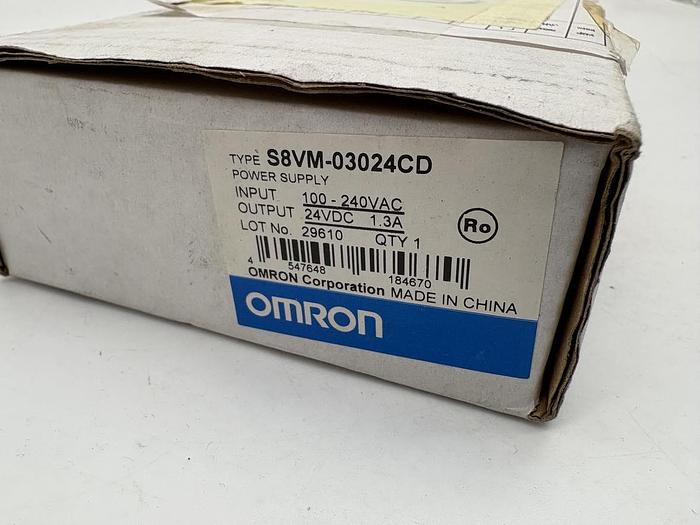 TYPE S8VM-03024CD
POWER SUPPLY
INPUT 100 - 240VAC
OUTPUT 24VDC 1.3A
LOT No. 29610 QTY 1
Ro
4 547648 184670
OMRON Corporation MADE IN CHINA
OMRON